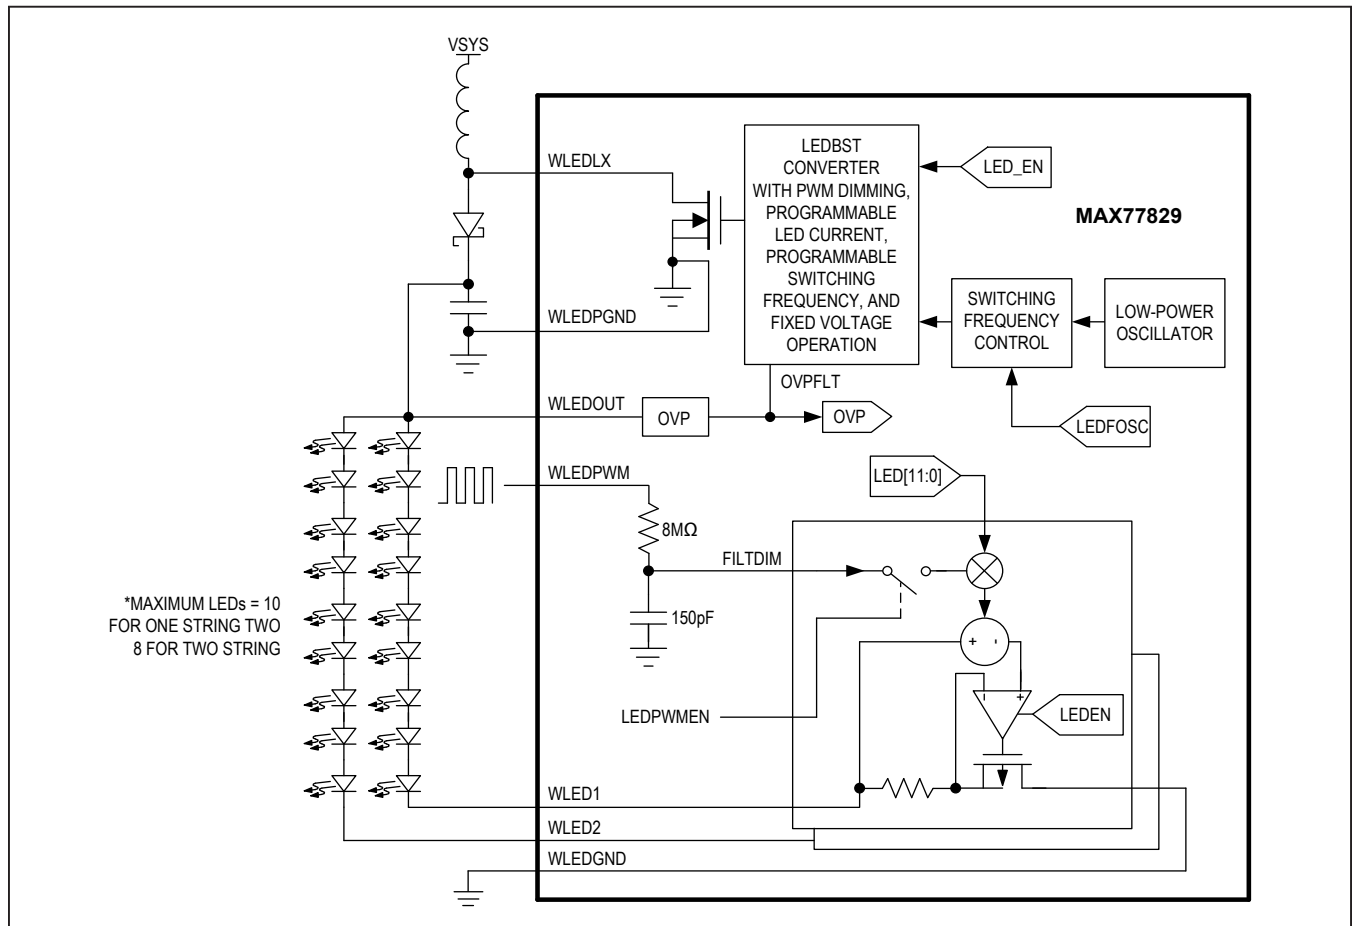 VSYS
WLEDLX
LEDBST
CONVERTER
WITH PWM DIMMING,
PROGRAMMABLE
LED CURRENT,
PROGRAMMABLE
SWITCHING
FREQUENCY, AND
FIXED VOLTAGE
OPERATION
LED_EN
MAX77829
SWITCHING
FREQUENCY
CONTROL
LOW-POWER
OSCILLATOR
WLEDPGND
OVPFLT
WLEDOUT
OVP
OVP
LEDFOSC
WLEDPWM
LED[11:0]
8MΩ
FILTDIM
150pF
*MAXIMUM LEDs = 10
FOR ONE STRING TWO
8 FOR TWO STRING
+ -
- +
LEDPWMEN
LEDEN
WLED1
WLED2
WLEDGND